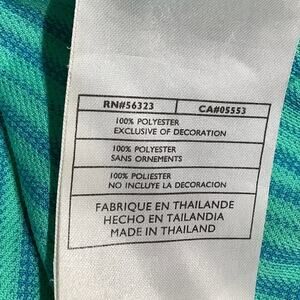 RN#56323 CA#05553
100% POLYESTER
EXCLUSIVE OF DECORATION
100% POLYESTER
SANS ORNEMENTS
100% POLIESTER
NO INCLUYE LA DECORACION
FABRIQUE EN THAILANDE
HECHO EN TAILANDIA
MADE IN THAILAND